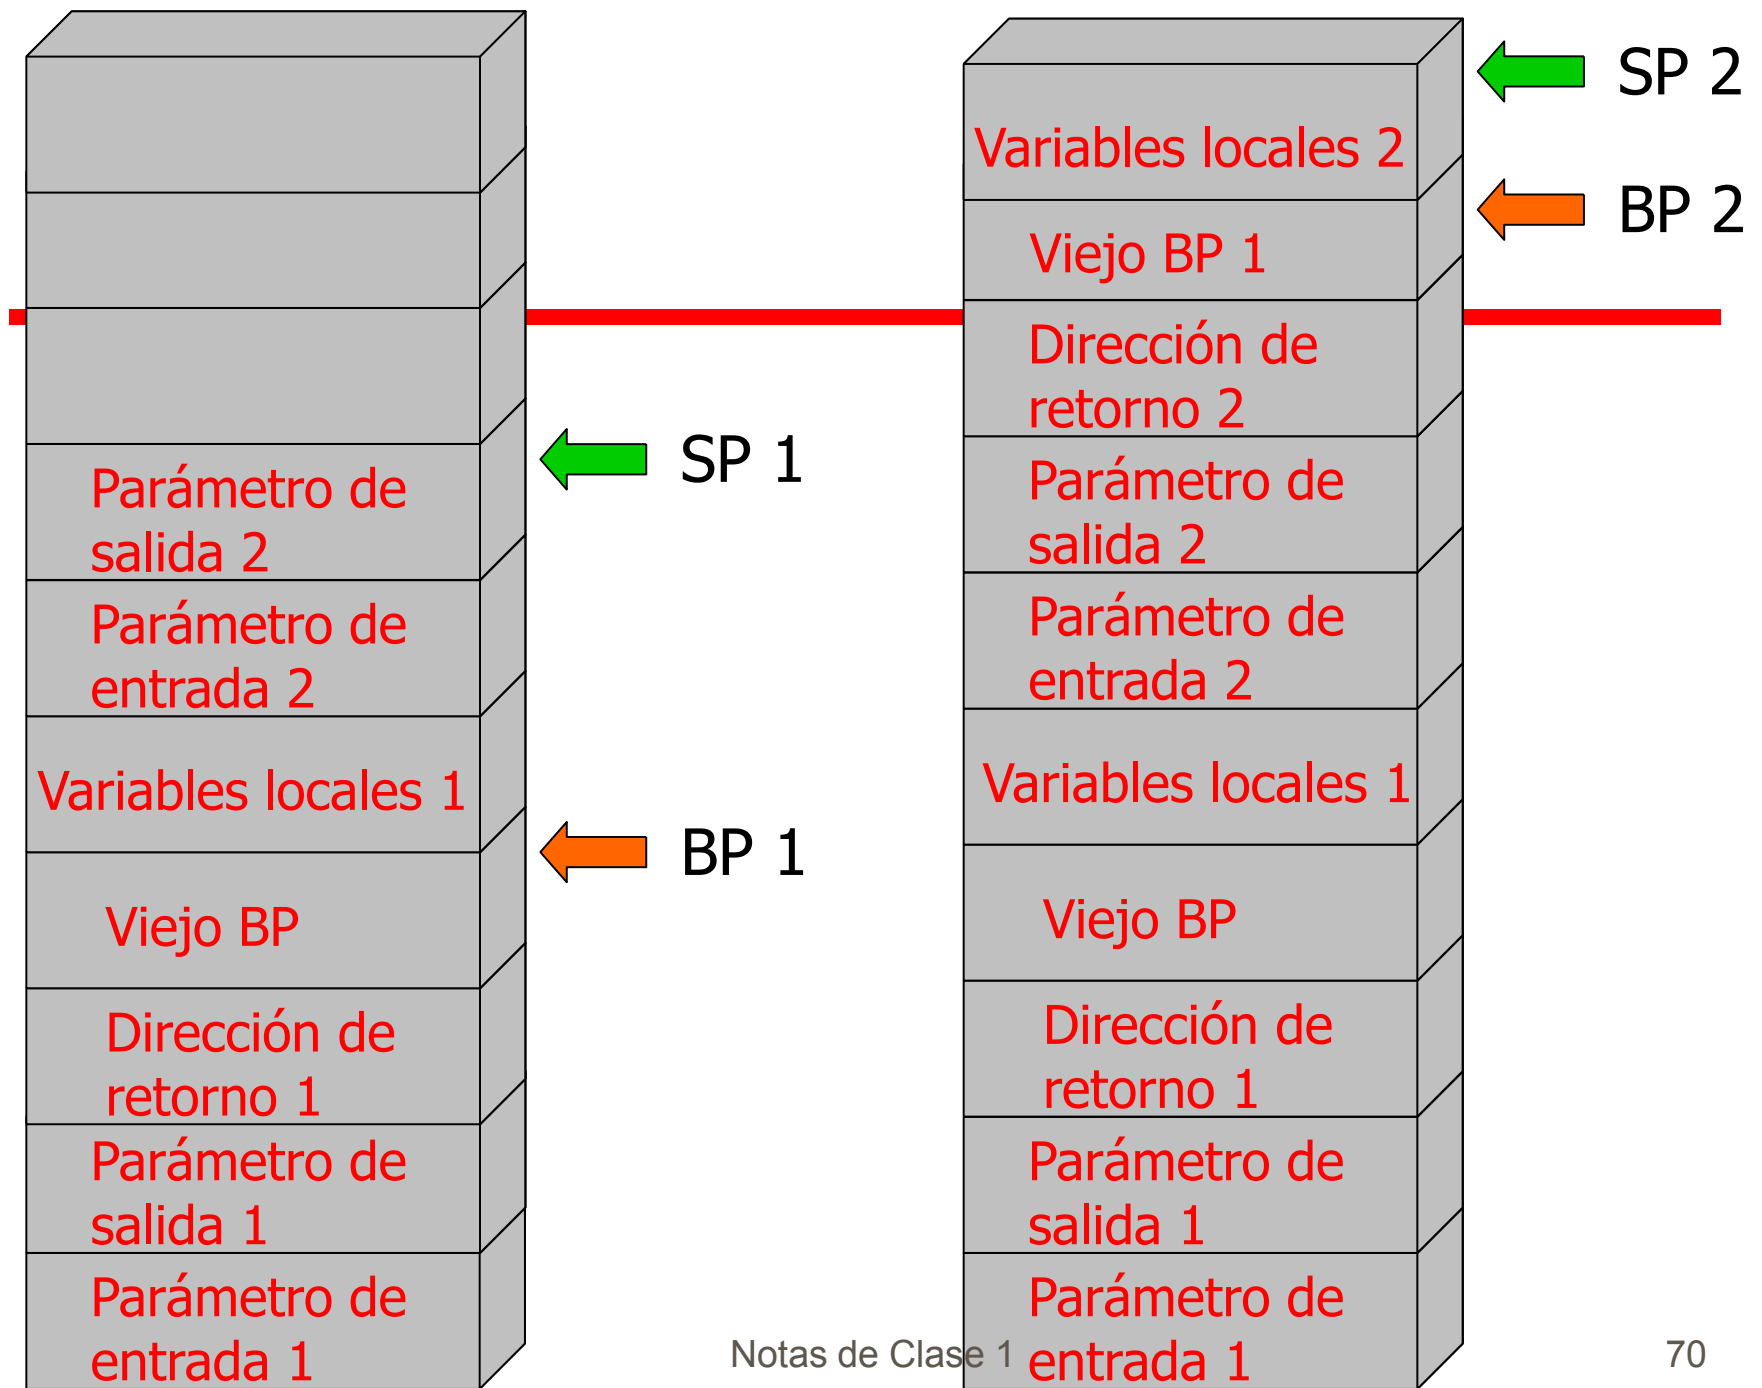 Parámetro de
salida 2
Parámetro de
entrada 2
Variables locales 1
Viejo BP
Dirección de
retorno 1
Parámetro de
salida 1
Parámetro de
entrada 1
SP 1
BP 1
Variables locales 2
Viejo BP 1
Dirección de
retorno 2
Parámetro de
salida 2
Parámetro de
entrada 2
Variables locales 1
Viejo BP
Dirección de
retorno 1
Parámetro de
salida 1
Parámetro de
entrada 1
SP 2
BP 2
Notas de Clase 1
70